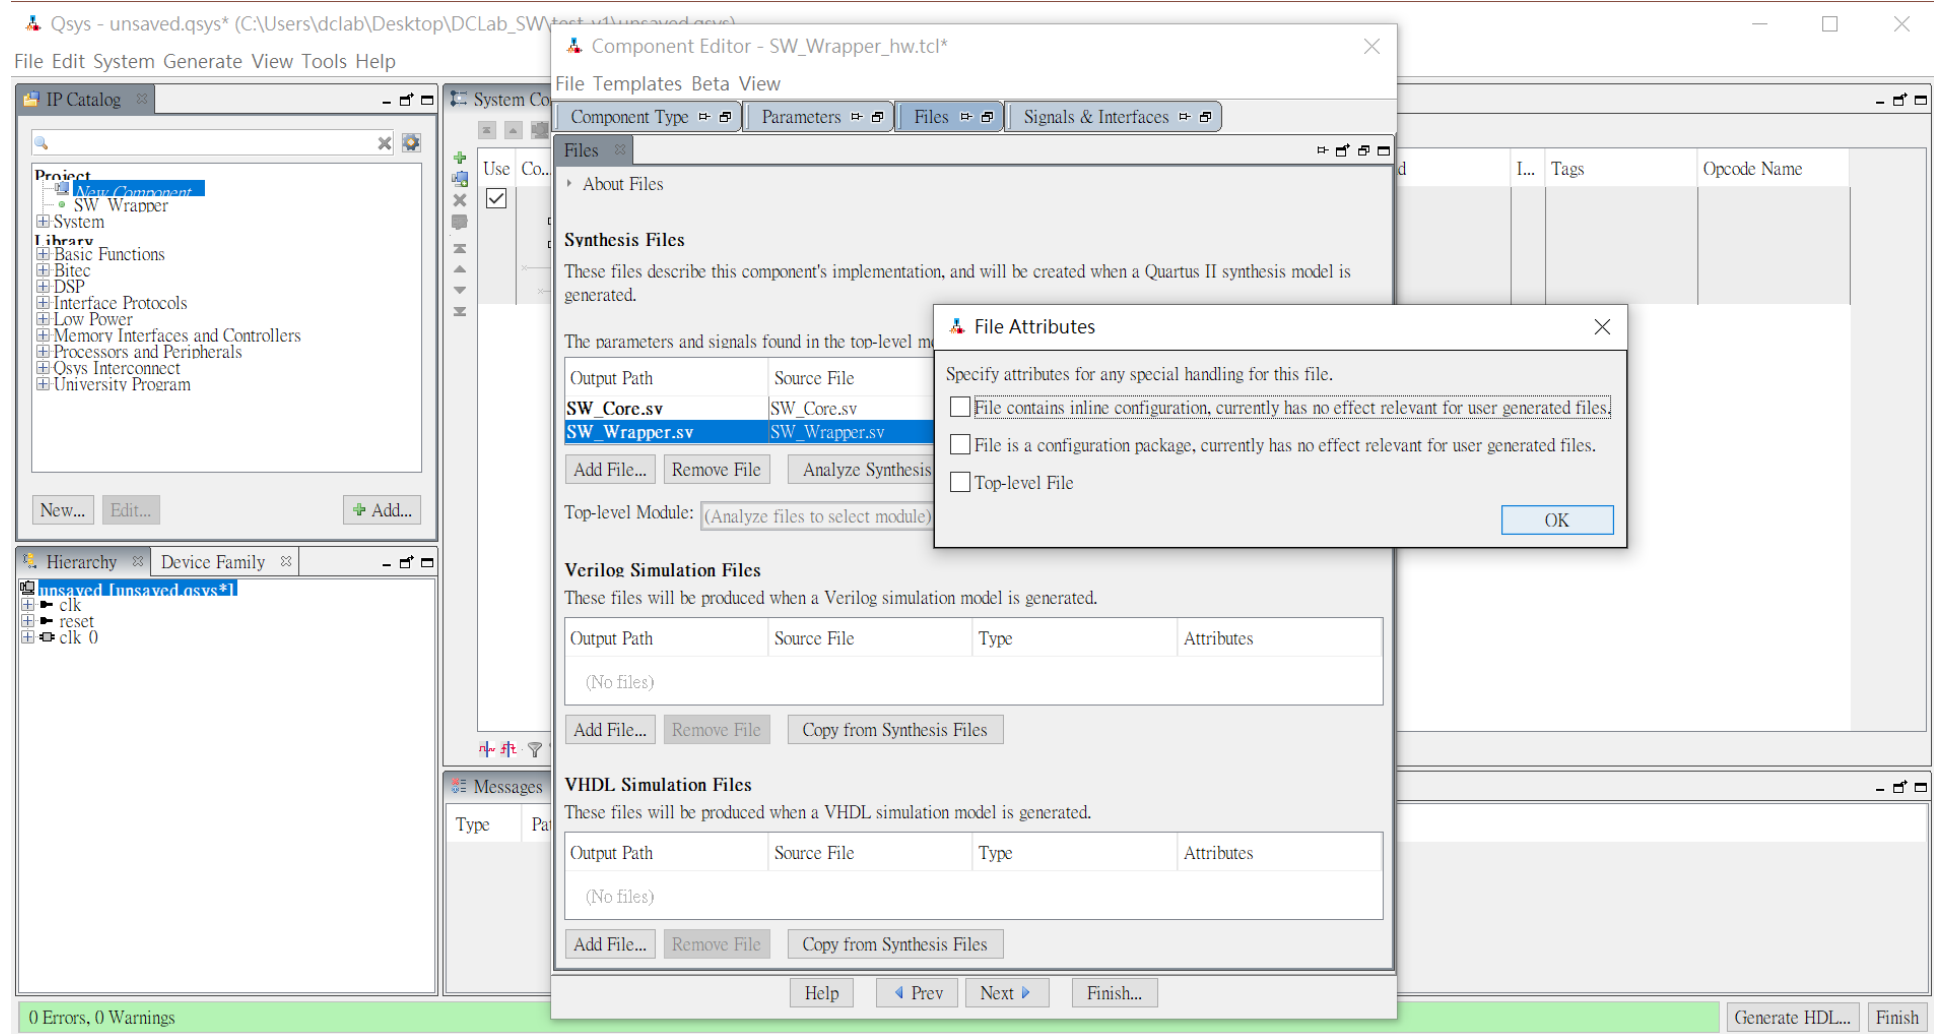 Qsys - unsaved.qsys* (C:\Users\dclab\Desktop\DCLab_SW\test_v1\unsaved.qsys)
File Edit System Generate View Tools Help
IP Catalog
Project
New Component...
SW_Wrapper
System
Library
Basic Functions
Bitec
DSP
Interface Protocols
Low Power
Memory Interfaces and Controllers
Processors and Peripherals
Qsys Interconnect
University Program
New... Edit... Add...
Hierarchy Device Family
unsaved [unsaved.qsys*]
clk
reset
clk_0
System Co
Use Co...
d I... Tags Opcode Name
Messages
Type Pa
0 Errors, 0 Warnings
Generate HDL... Finish
Component Editor - SW_Wrapper_hw.tcl*
File Templates Beta View
Component Type Parameters Files Signals & Interfaces
Files
About Files
Synthesis Files
These files describe this component's implementation, and will be created when a Quartus II synthesis model is
generated.
The parameters and signals found in the top-level m
Output Path Source File
SW_Core.sv SW_Core.sv
SW_Wrapper.sv SW_Wrapper.sv
Add File... Remove File Analyze Synthesis
Top-level Module: (Analyze files to select module)
Verilog Simulation Files
These files will be produced when a Verilog simulation model is generated.
Output Path Source File Type Attributes
(No files)
Add File... Remove File Copy from Synthesis Files
VHDL Simulation Files
These files will be produced when a VHDL simulation model is generated.
Output Path Source File Type Attributes
(No files)
Add File... Remove File Copy from Synthesis Files
Help Prev Next Finish...
File Attributes
Specify attributes for any special handling for this file.
File contains inline configuration, currently has no effect relevant for user generated files.
File is a configuration package, currently has no effect relevant for user generated files.
Top-level File
OK